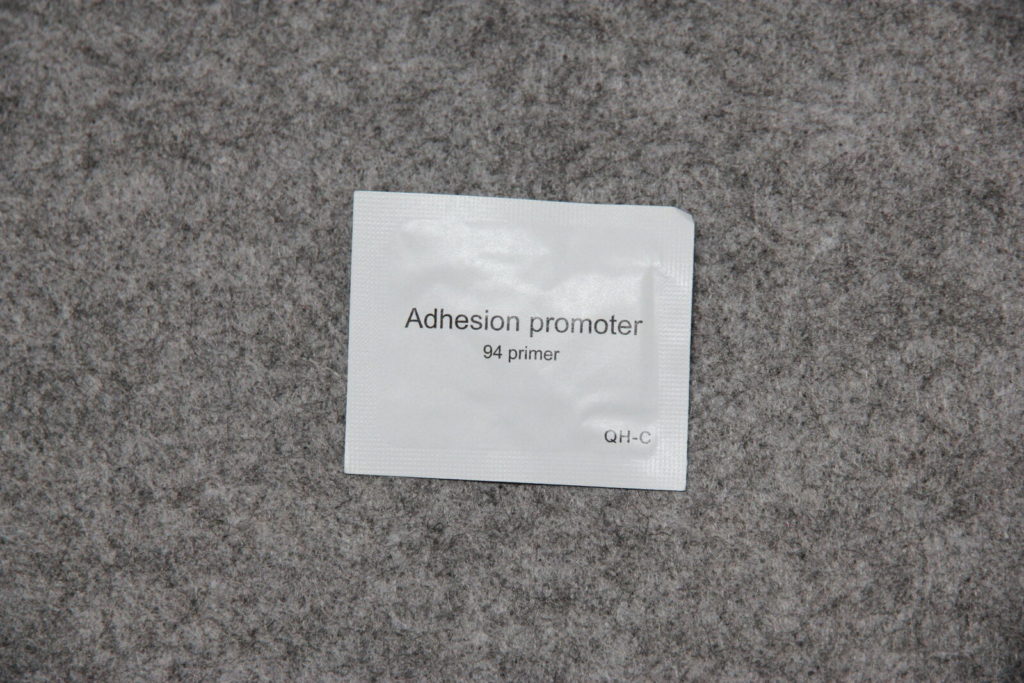 Adhesion promoter
94 primer
QH-C